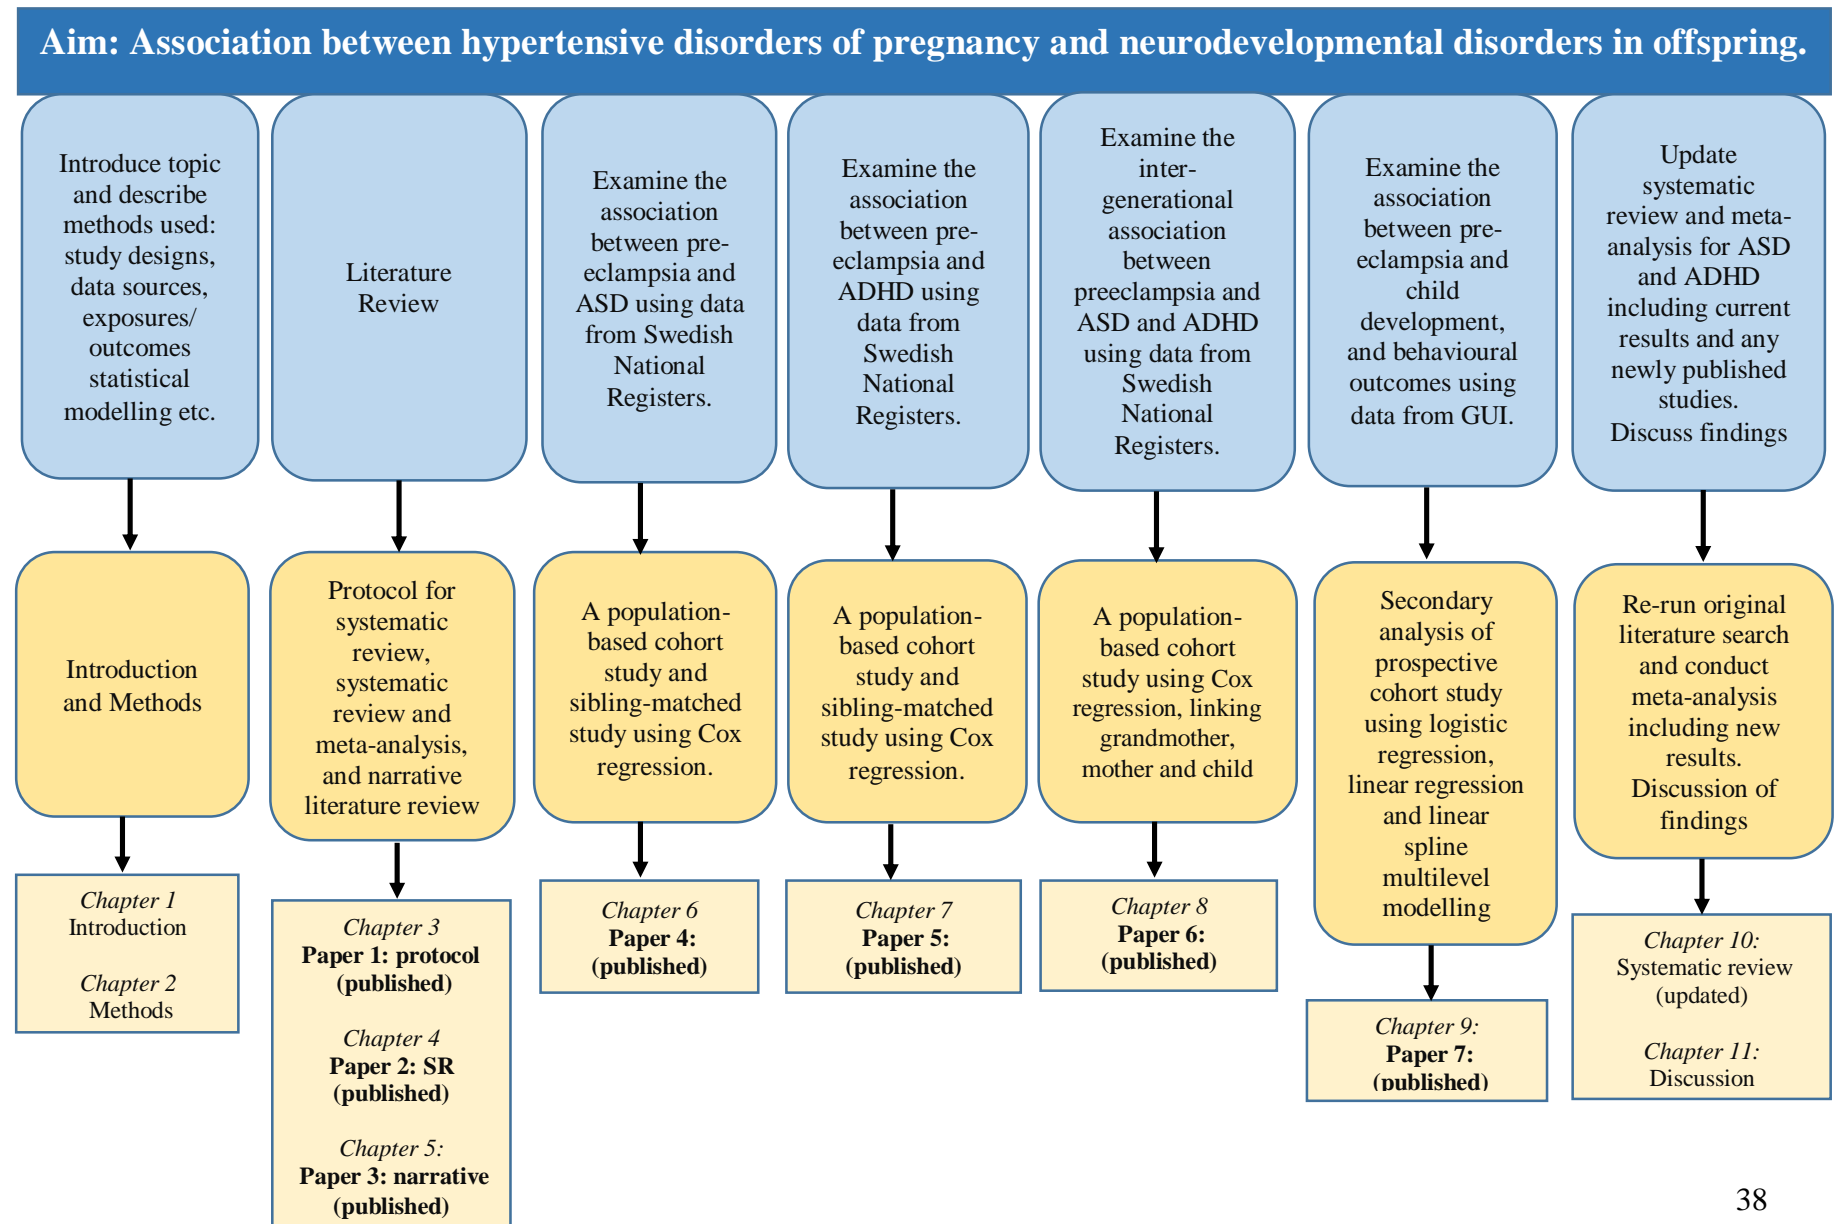 Aim: Association between hypertensive disorders of pregnancy and neurodevelopmental disorders in offspring.
Introduce topic
and describe
methods used:
study designs,
data sources,
exposures/
outcomes
statistical
modelling etc.
Literature
Review
Examine the
association
between pre-
eclampsia and
ASD using data
from Swedish
National
Registers.
Examine the
association
between pre-
eclampsia and
ADHD using
data from
Swedish
National
Registers.
Examine the
inter-
generational
association
between
preeclampsia and
ASD and ADHD
using data from
Swedish
National
Registers.
Examine the
association
between pre-
eclampsia and
child
development,
and behavioural
outcomes using
data from GUI.
Update
systematic
review and meta-
analysis for ASD
and ADHD
including current
results and any
newly published
studies.
Discuss findings
Introduction
and Methods
Protocol for
systematic
review,
systematic
review and
meta-analysis,
and narrative
literature review
A population-
based cohort
study and
sibling-matched
study using Cox
regression.
A population-
based cohort
study and
sibling-matched
study using Cox
regression.
A population-
based cohort
study using Cox
regression, linking
grandmother,
mother and child
Secondary
analysis of
prospective
cohort study
using logistic
regression,
linear regression
and linear
spline
multilevel
modelling
Re-run original
literature search
and conduct
meta-analysis
including new
results.
Discussion of
findings
Chapter 1
Introduction
Chapter 2
Methods
Chapter 3
Paper 1: protocol
(published)
Chapter 4
Paper 2: SR
(published)
Chapter 5:
Paper 3: narrative
(published)
Chapter 6
Paper 4:
(published)
Chapter 7
Paper 5:
(published)
Chapter 8
Paper 6:
(published)
Chapter 9:
Paper 7:
(published)
Chapter 10:
Systematic review
(updated)
Chapter 11:
Discussion
38